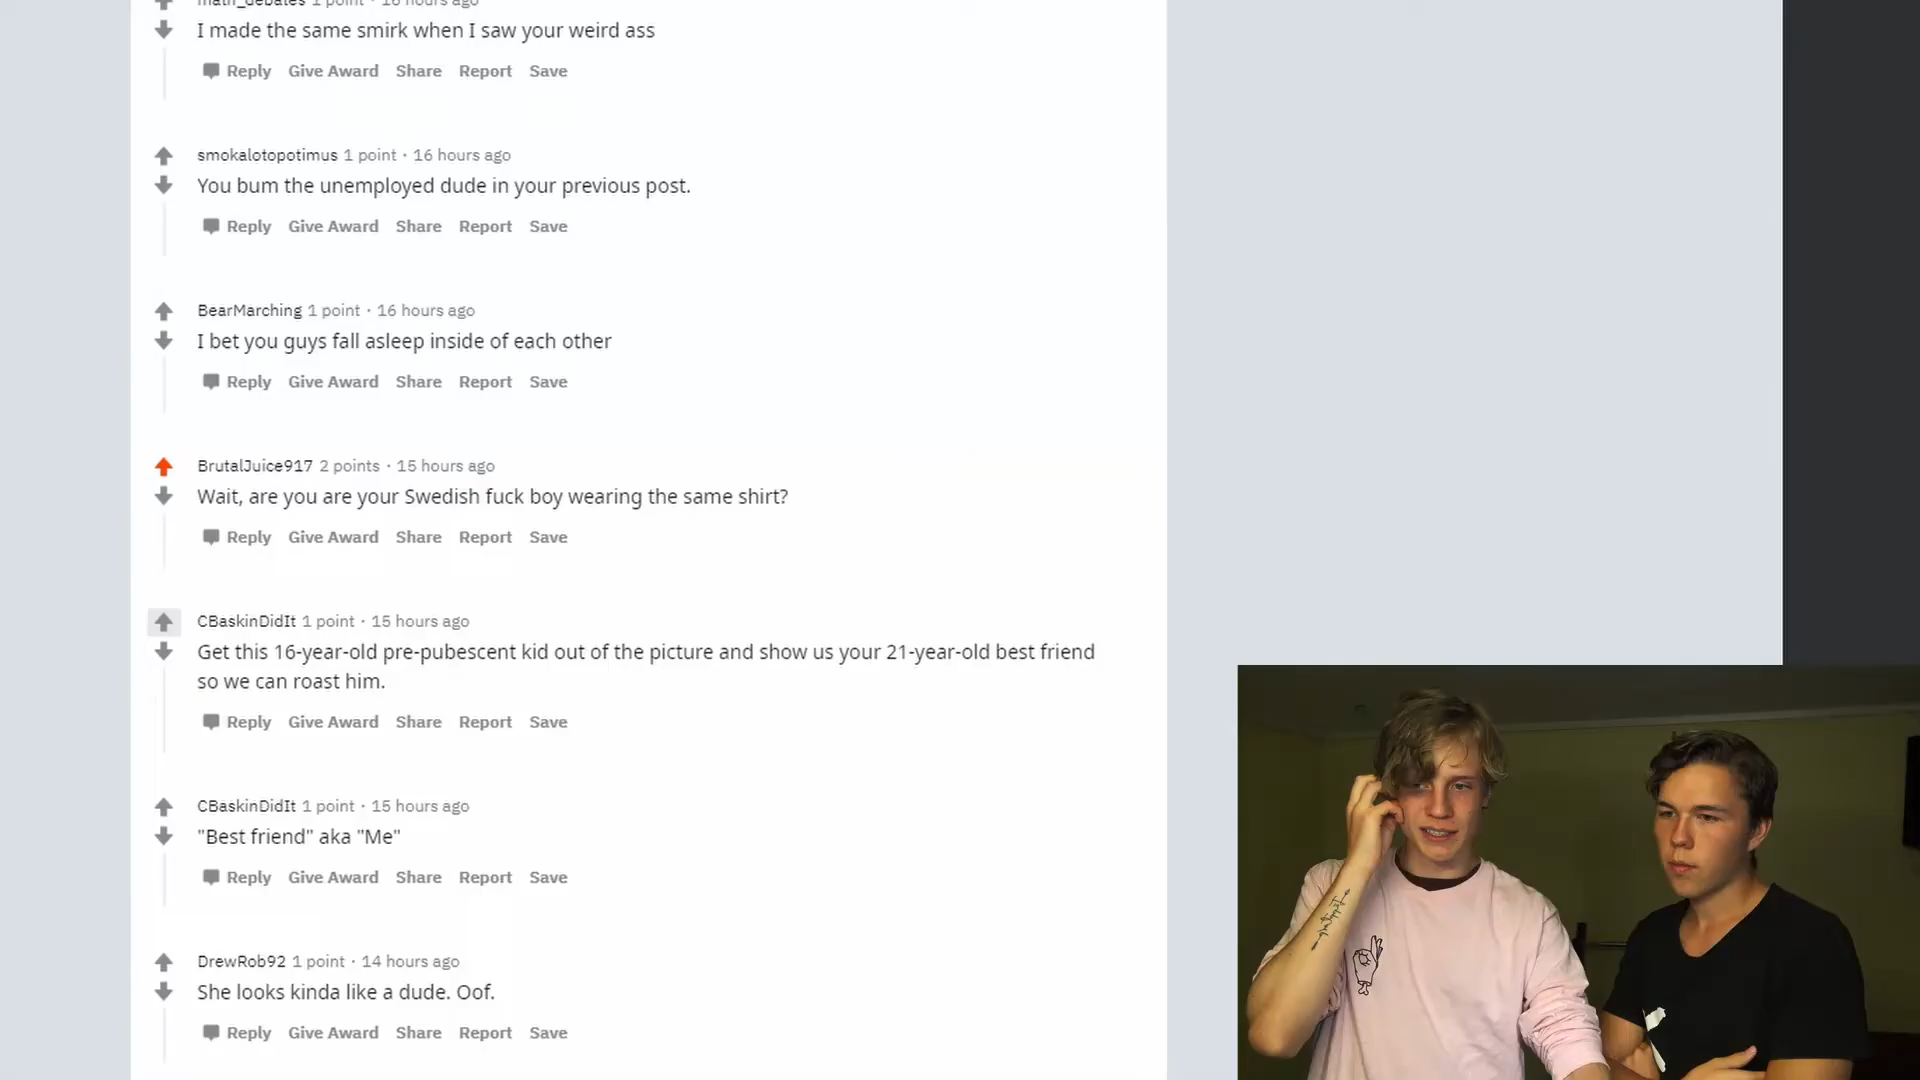 math_debates 1 point · 16 hours ago
I made the same smirk when I saw your weird ass
Reply Give Award Share Report Save
smokalotopotimus 1 point · 16 hours ago
You bum the unemployed dude in your previous post.
Reply Give Award Share Report Save
BearMarching 1 point · 16 hours ago
I bet you guys fall asleep inside of each other
Reply Give Award Share Report Save
BrutalJuice917 2 points · 15 hours ago
Wait, are you are your Swedish fuck boy wearing the same shirt?
Reply Give Award Share Report Save
CBaskinDidIt 1 point · 15 hours ago
Get this 16-year-old pre-pubescent kid out of the picture and show us your 21-year-old best friend
so we can roast him.
Reply Give Award Share Report Save
CBaskinDidIt 1 point · 15 hours ago
"Best friend" aka "Me"
Reply Give Award Share Report Save
DrewRob92 1 point · 14 hours ago
She looks kinda like a dude. Oof.
Reply Give Award Share Report Save